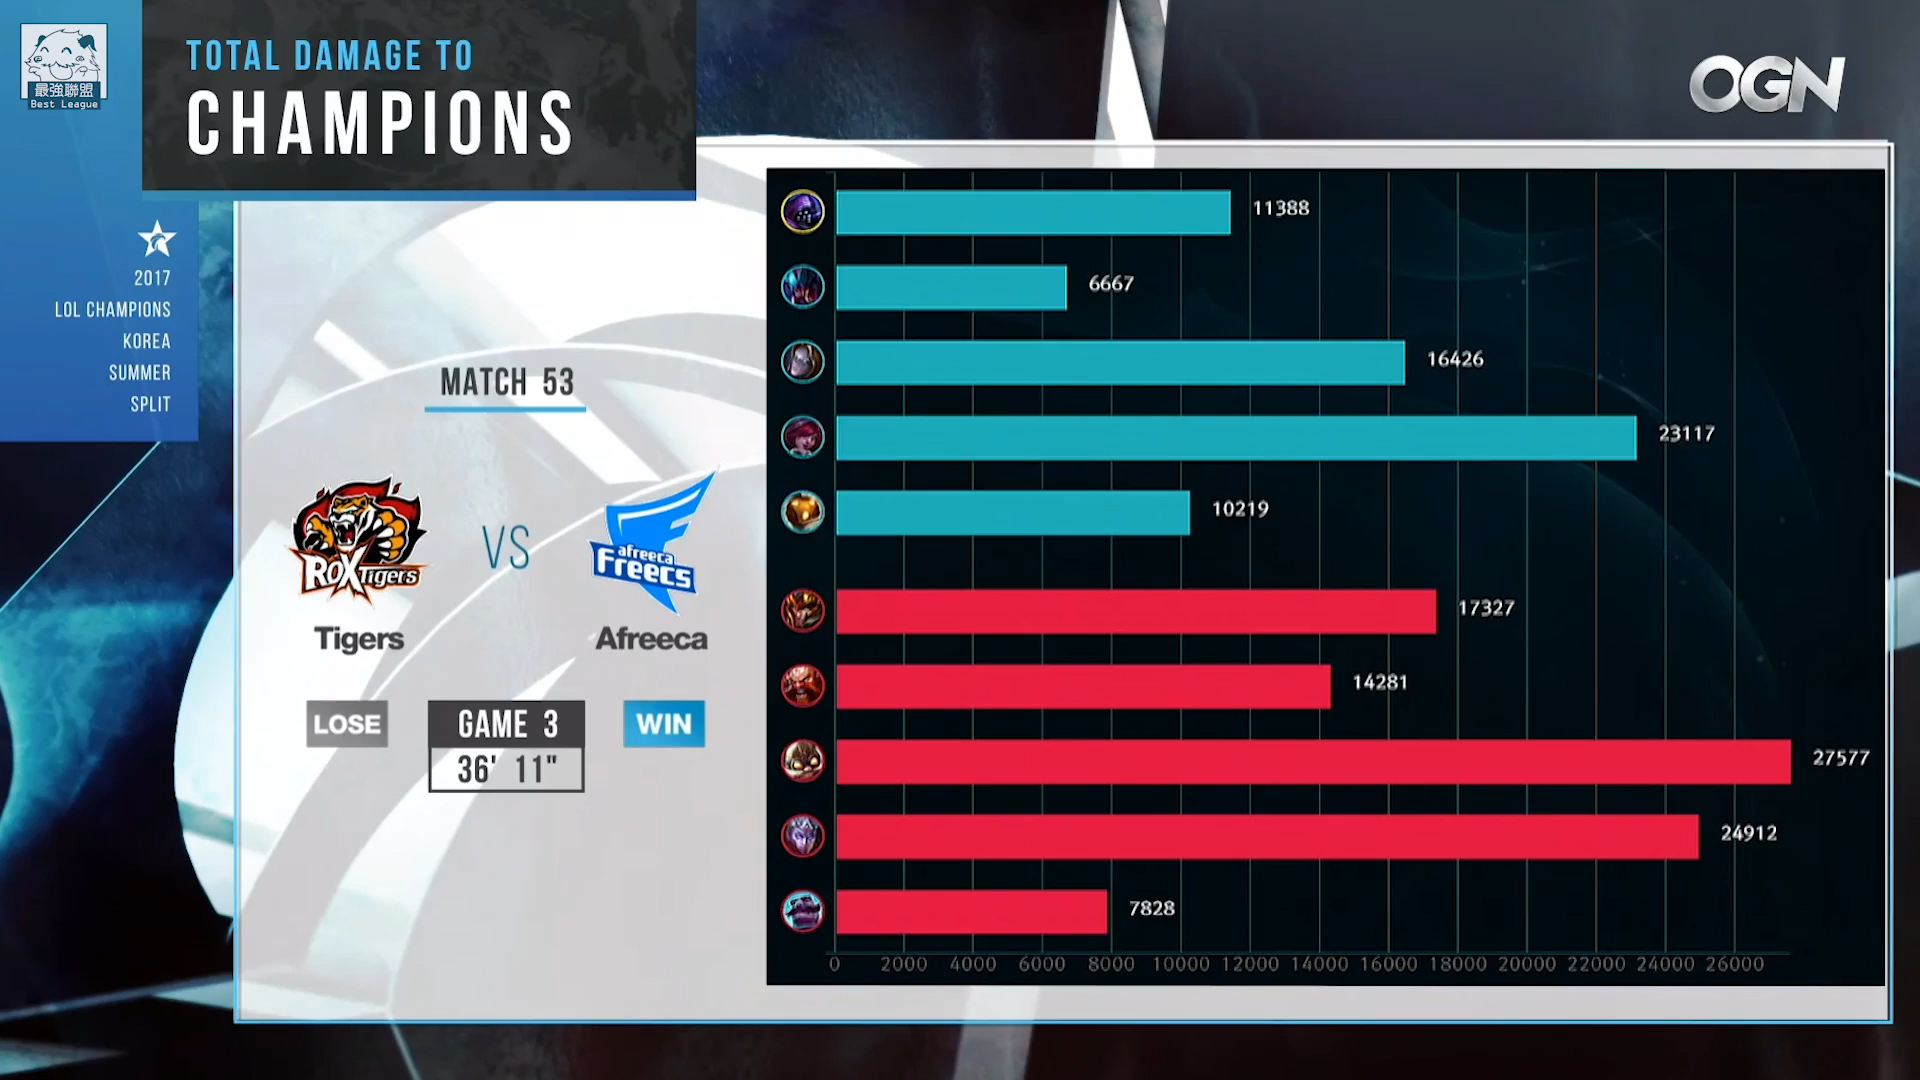 最強聯盟
Best League
TOTAL DAMAGE TO
CHAMPIONS
OGN
2017
LOL CHAMPIONS
KOREA
SUMMER
SPLIT
MATCH 53
ROX Tigers
VS
afreeca
Freecs
Tigers
Afreeca
LOSE
GAME 3
WIN
36' 11"
11388
6667
16426
23117
10219
17327
14281
27577
24912
7828
0 2000 4000 6000 8000 10000 12000 14000 16000 18000 20000 22000 24000 26000